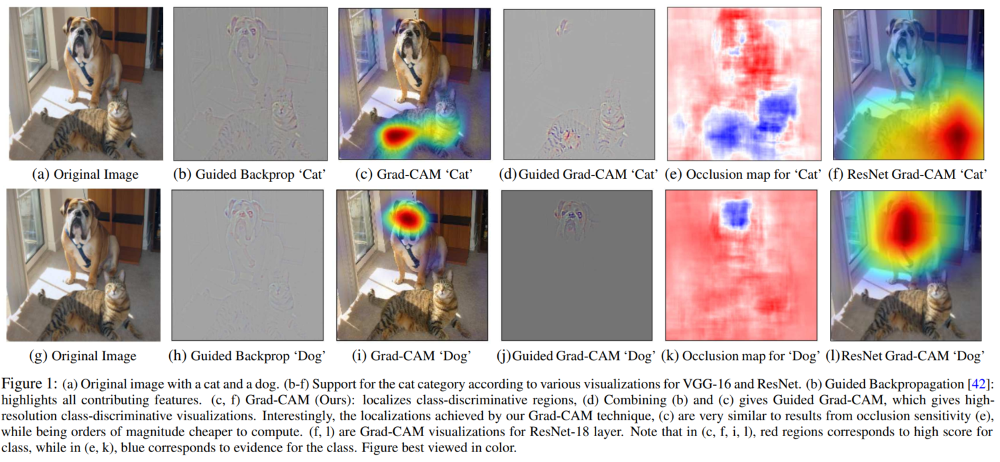 (a) Original Image (b) Guided Backprop ‘Cat’ (c) Grad-CAM ‘Cat’ (d)Guided Grad-CAM ‘Cat’ (e) Occlusion map for ‘Cat’ (f) ResNet Grad-CAM ‘Cat’
(g) Original Image (h) Guided Backprop ‘Dog’ (i) Grad-CAM ‘Dog’ (j)Guided Grad-CAM ‘Dog’ (k) Occlusion map for ‘Dog’ (l)ResNet Grad-CAM ‘Dog’
Figure 1: (a) Original image with a cat and a dog. (b-f) Support for the cat category according to various visualizations for VGG-16 and ResNet. (b) Guided Backpropagation [42]:
highlights all contributing features. (c, f) Grad-CAM (Ours): localizes class-discriminative regions, (d) Combining (b) and (c) gives Guided Grad-CAM, which gives high-
resolution class-discriminative visualizations. Interestingly, the localizations achieved by our Grad-CAM technique, (c) are very similar to results from occlusion sensitivity (e),
while being orders of magnitude cheaper to compute. (f, l) are Grad-CAM visualizations for ResNet-18 layer. Note that in (c, f, i, l), red regions corresponds to high score for
class, while in (e, k), blue corresponds to evidence for the class. Figure best viewed in color.